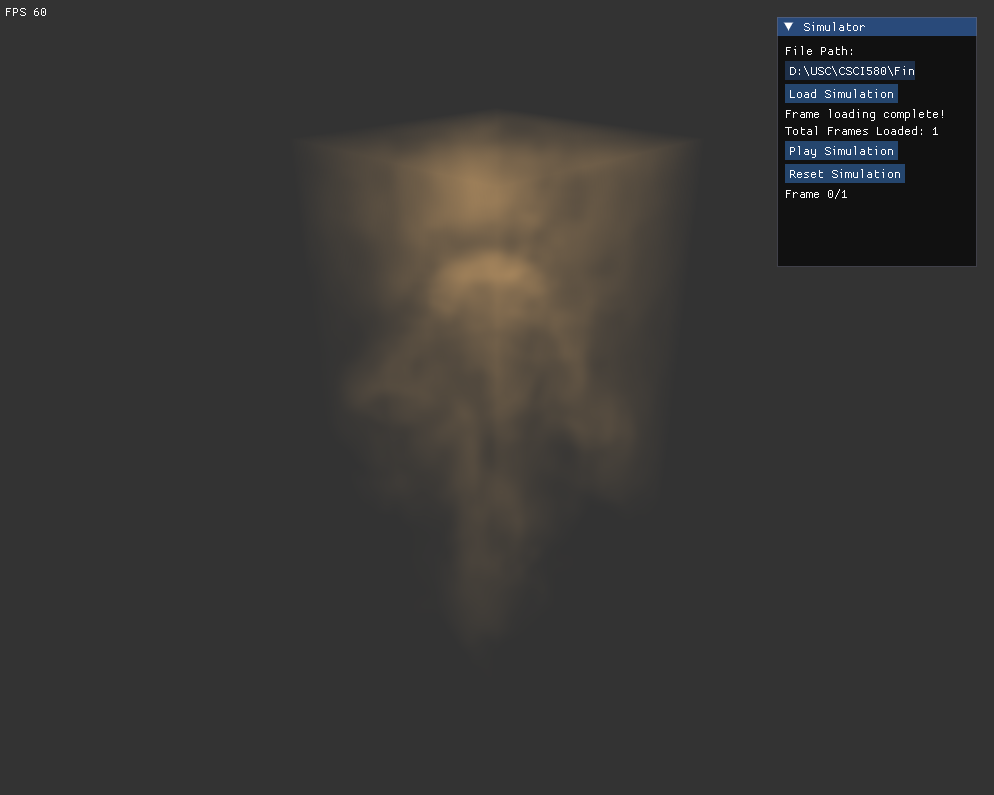 FPS 60
Simulator
File Path:
D:\USC\CSCI580\Fin
Load Simulation
Frame loading complete!
Total Frames Loaded: 1
Play Simulation
Reset Simulation
Frame 0/1